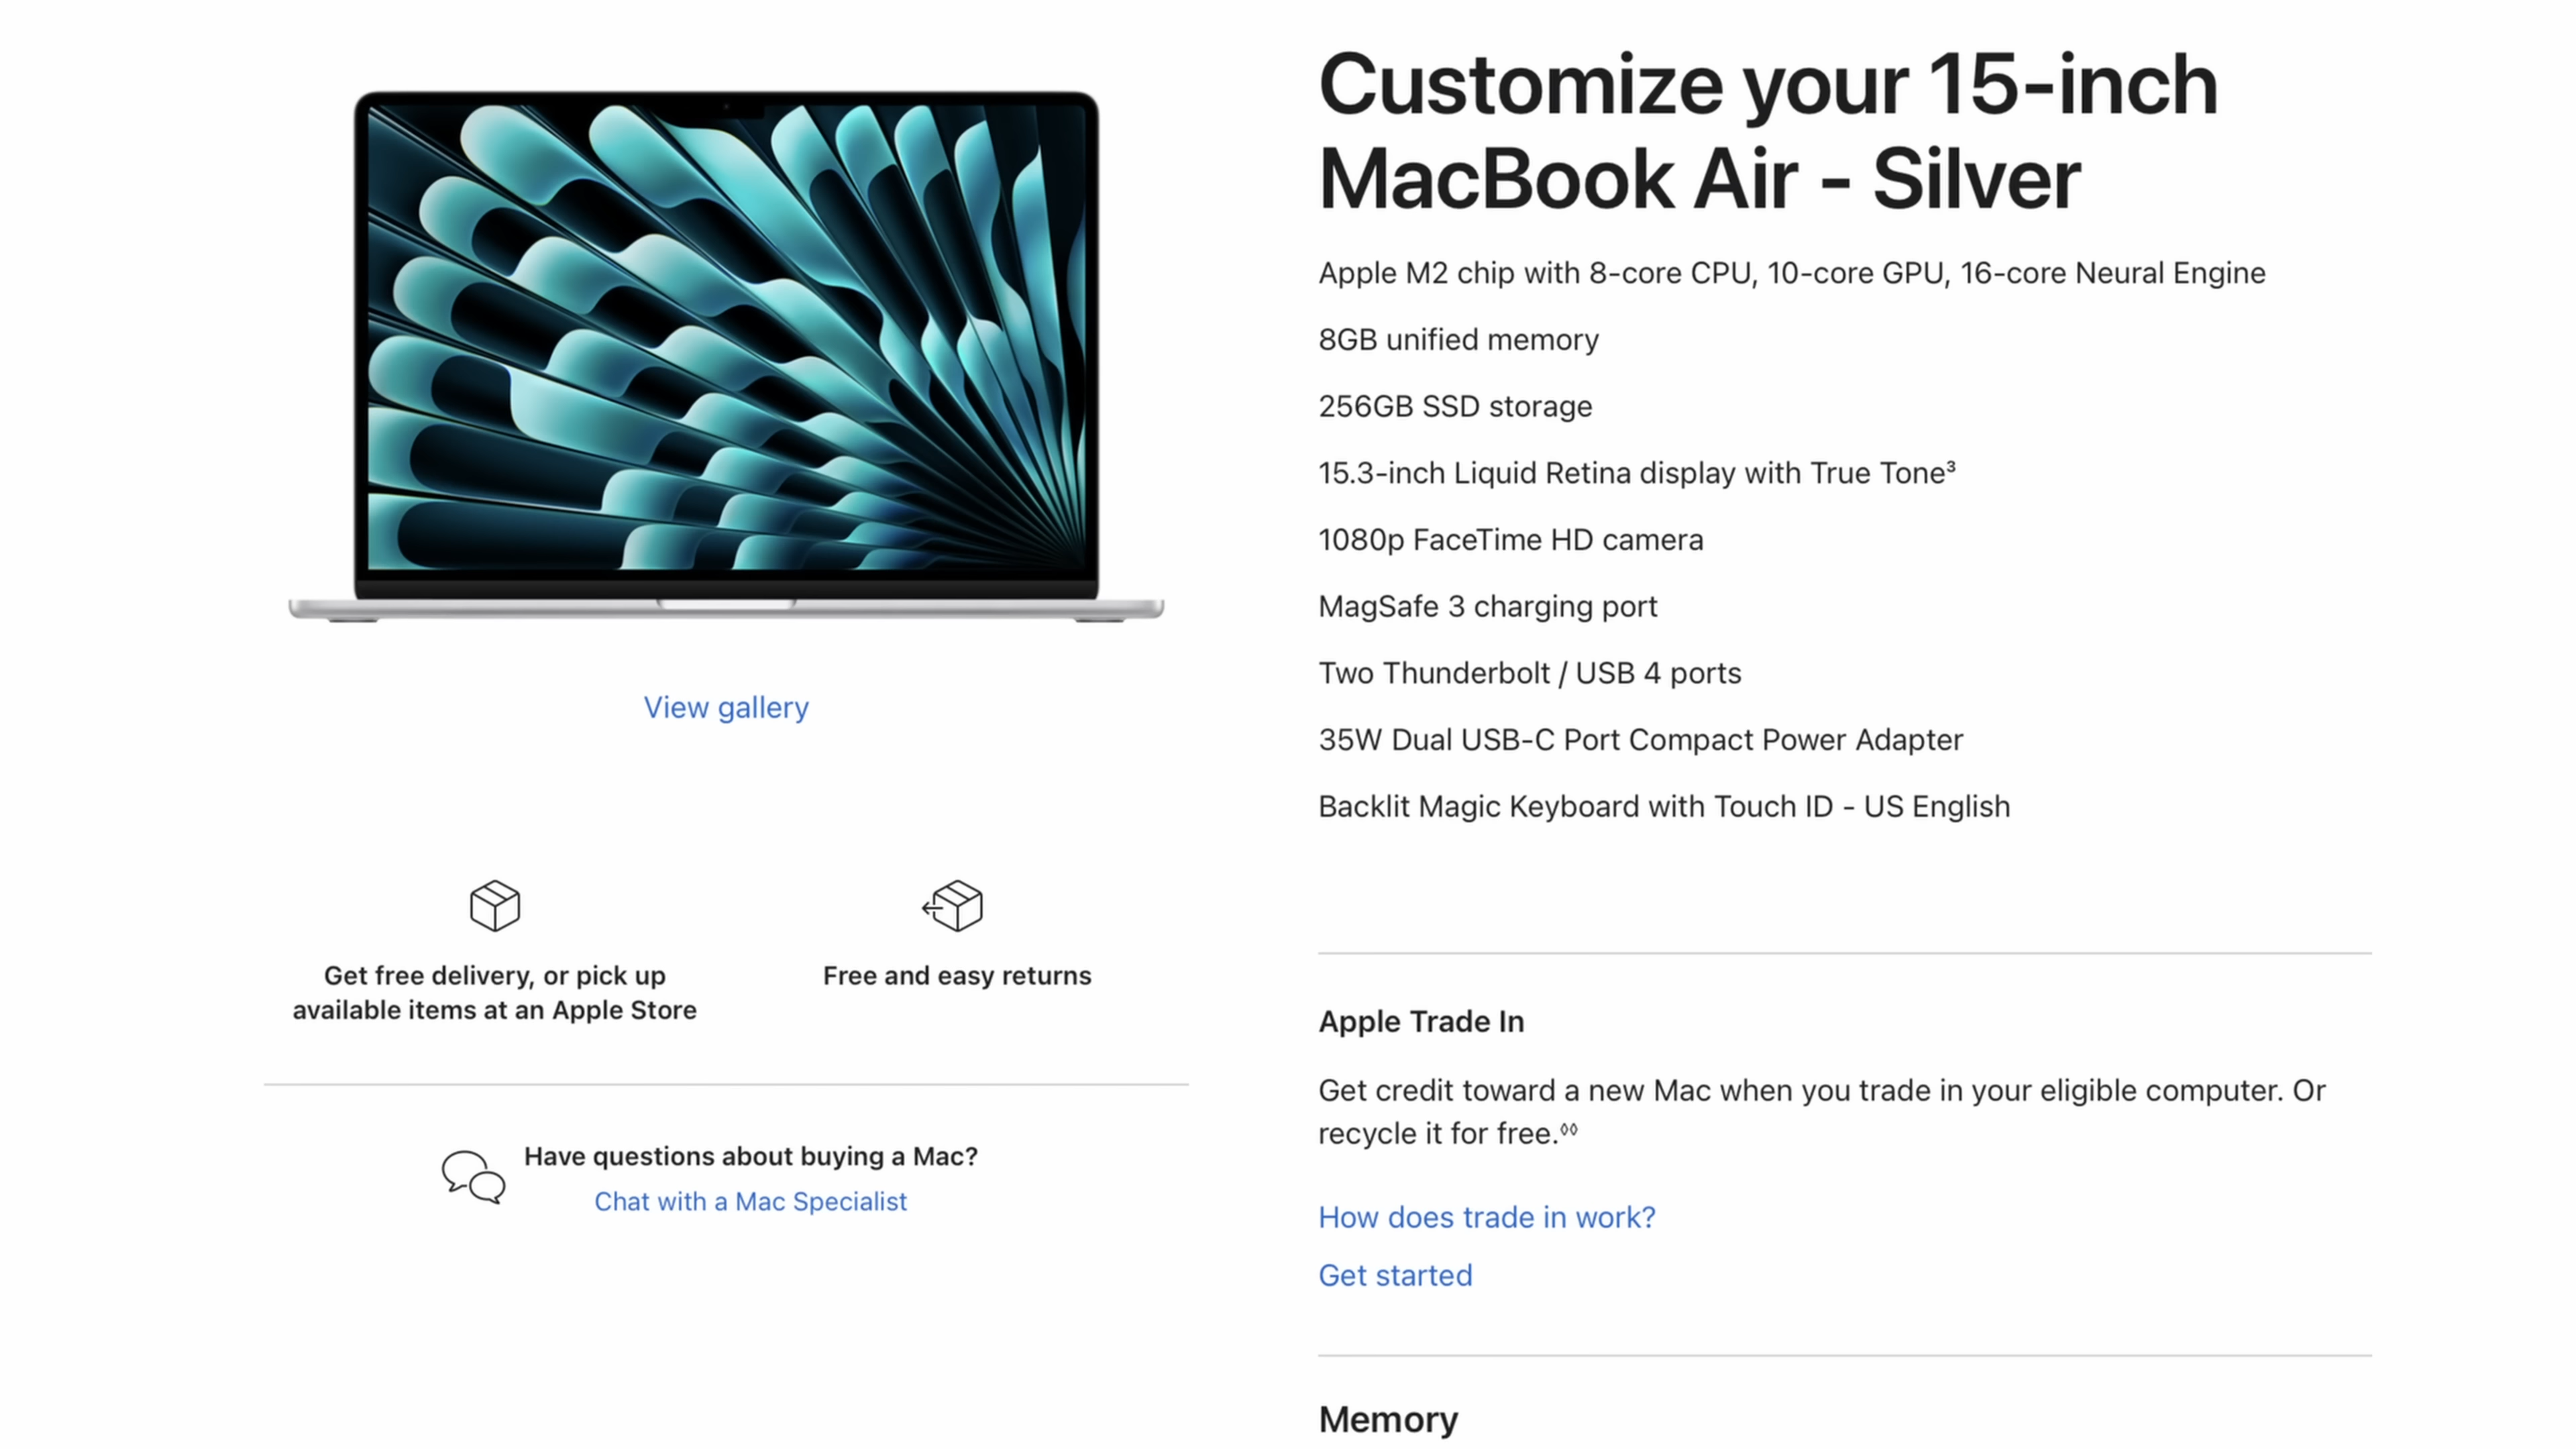 Customize your 15-inch
MacBook Air - Silver
Apple M2 chip with 8-core CPU, 10-core GPU, 16-core Neural Engine
8GB unified memory
256GB SSD storage
15.3-inch Liquid Retina display with True Tone³
1080p FaceTime HD camera
MagSafe 3 charging port
Two Thunderbolt / USB 4 ports
35W Dual USB-C Port Compact Power Adapter
Backlit Magic Keyboard with Touch ID - US English
View gallery
Get free delivery, or pick up
available items at an Apple Store
Free and easy returns
Have questions about buying a Mac?
Chat with a Mac Specialist
Apple Trade In
Get credit toward a new Mac when you trade in your eligible computer. Or
recycle it for free.◊◊
How does trade in work?
Get started
Memory